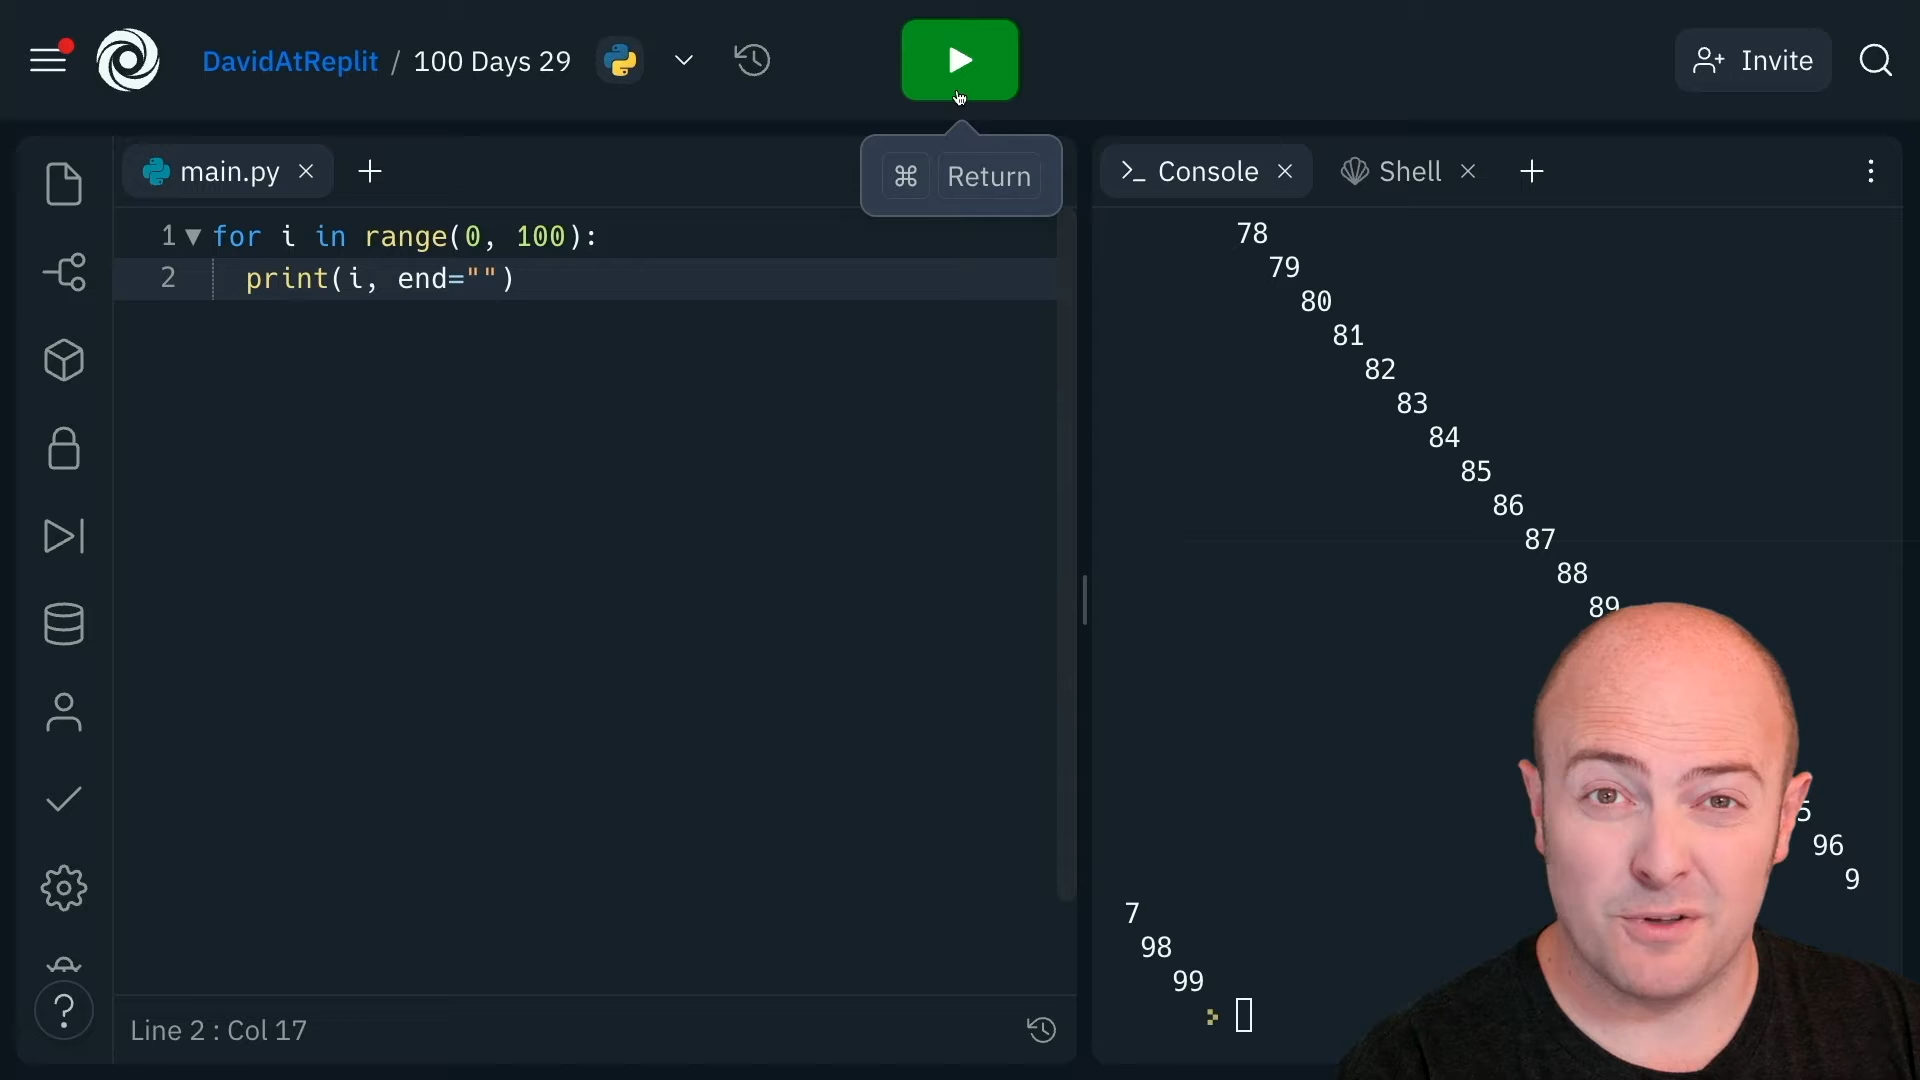 DavidAtReplit / 100 Days 29
Invite
main.py
⌘ Return
Console
Shell
1 for i in range(0, 100):
2 print(i, end="")
78
79
80
81
82
83
84
85
86
87
88
89
5
96
9
7
98
99
Line 2 : Col 17